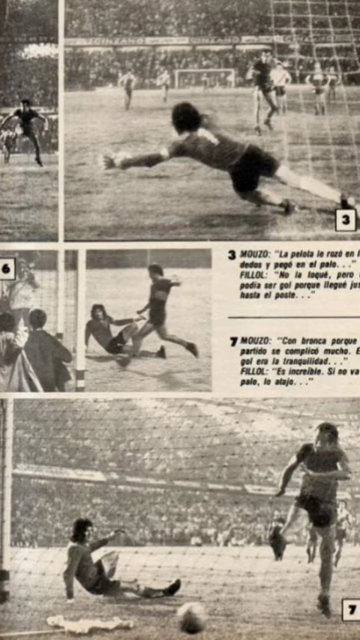 CINZANO
CINZANO
3
6
3 MOUZO: "La pelota le rozó en l
dedos y pegó en el palo..."
FILLOL: "No la toqué, pero
podía ser gol porque llegué ju
hasta el poste..."
7 MOUZO: "Con bronca porque
partido se complicó mucho. E
gol era la tranquilidad..."
FILLOL: "Es increíble. Si no va
palo, lo atajo..."
7